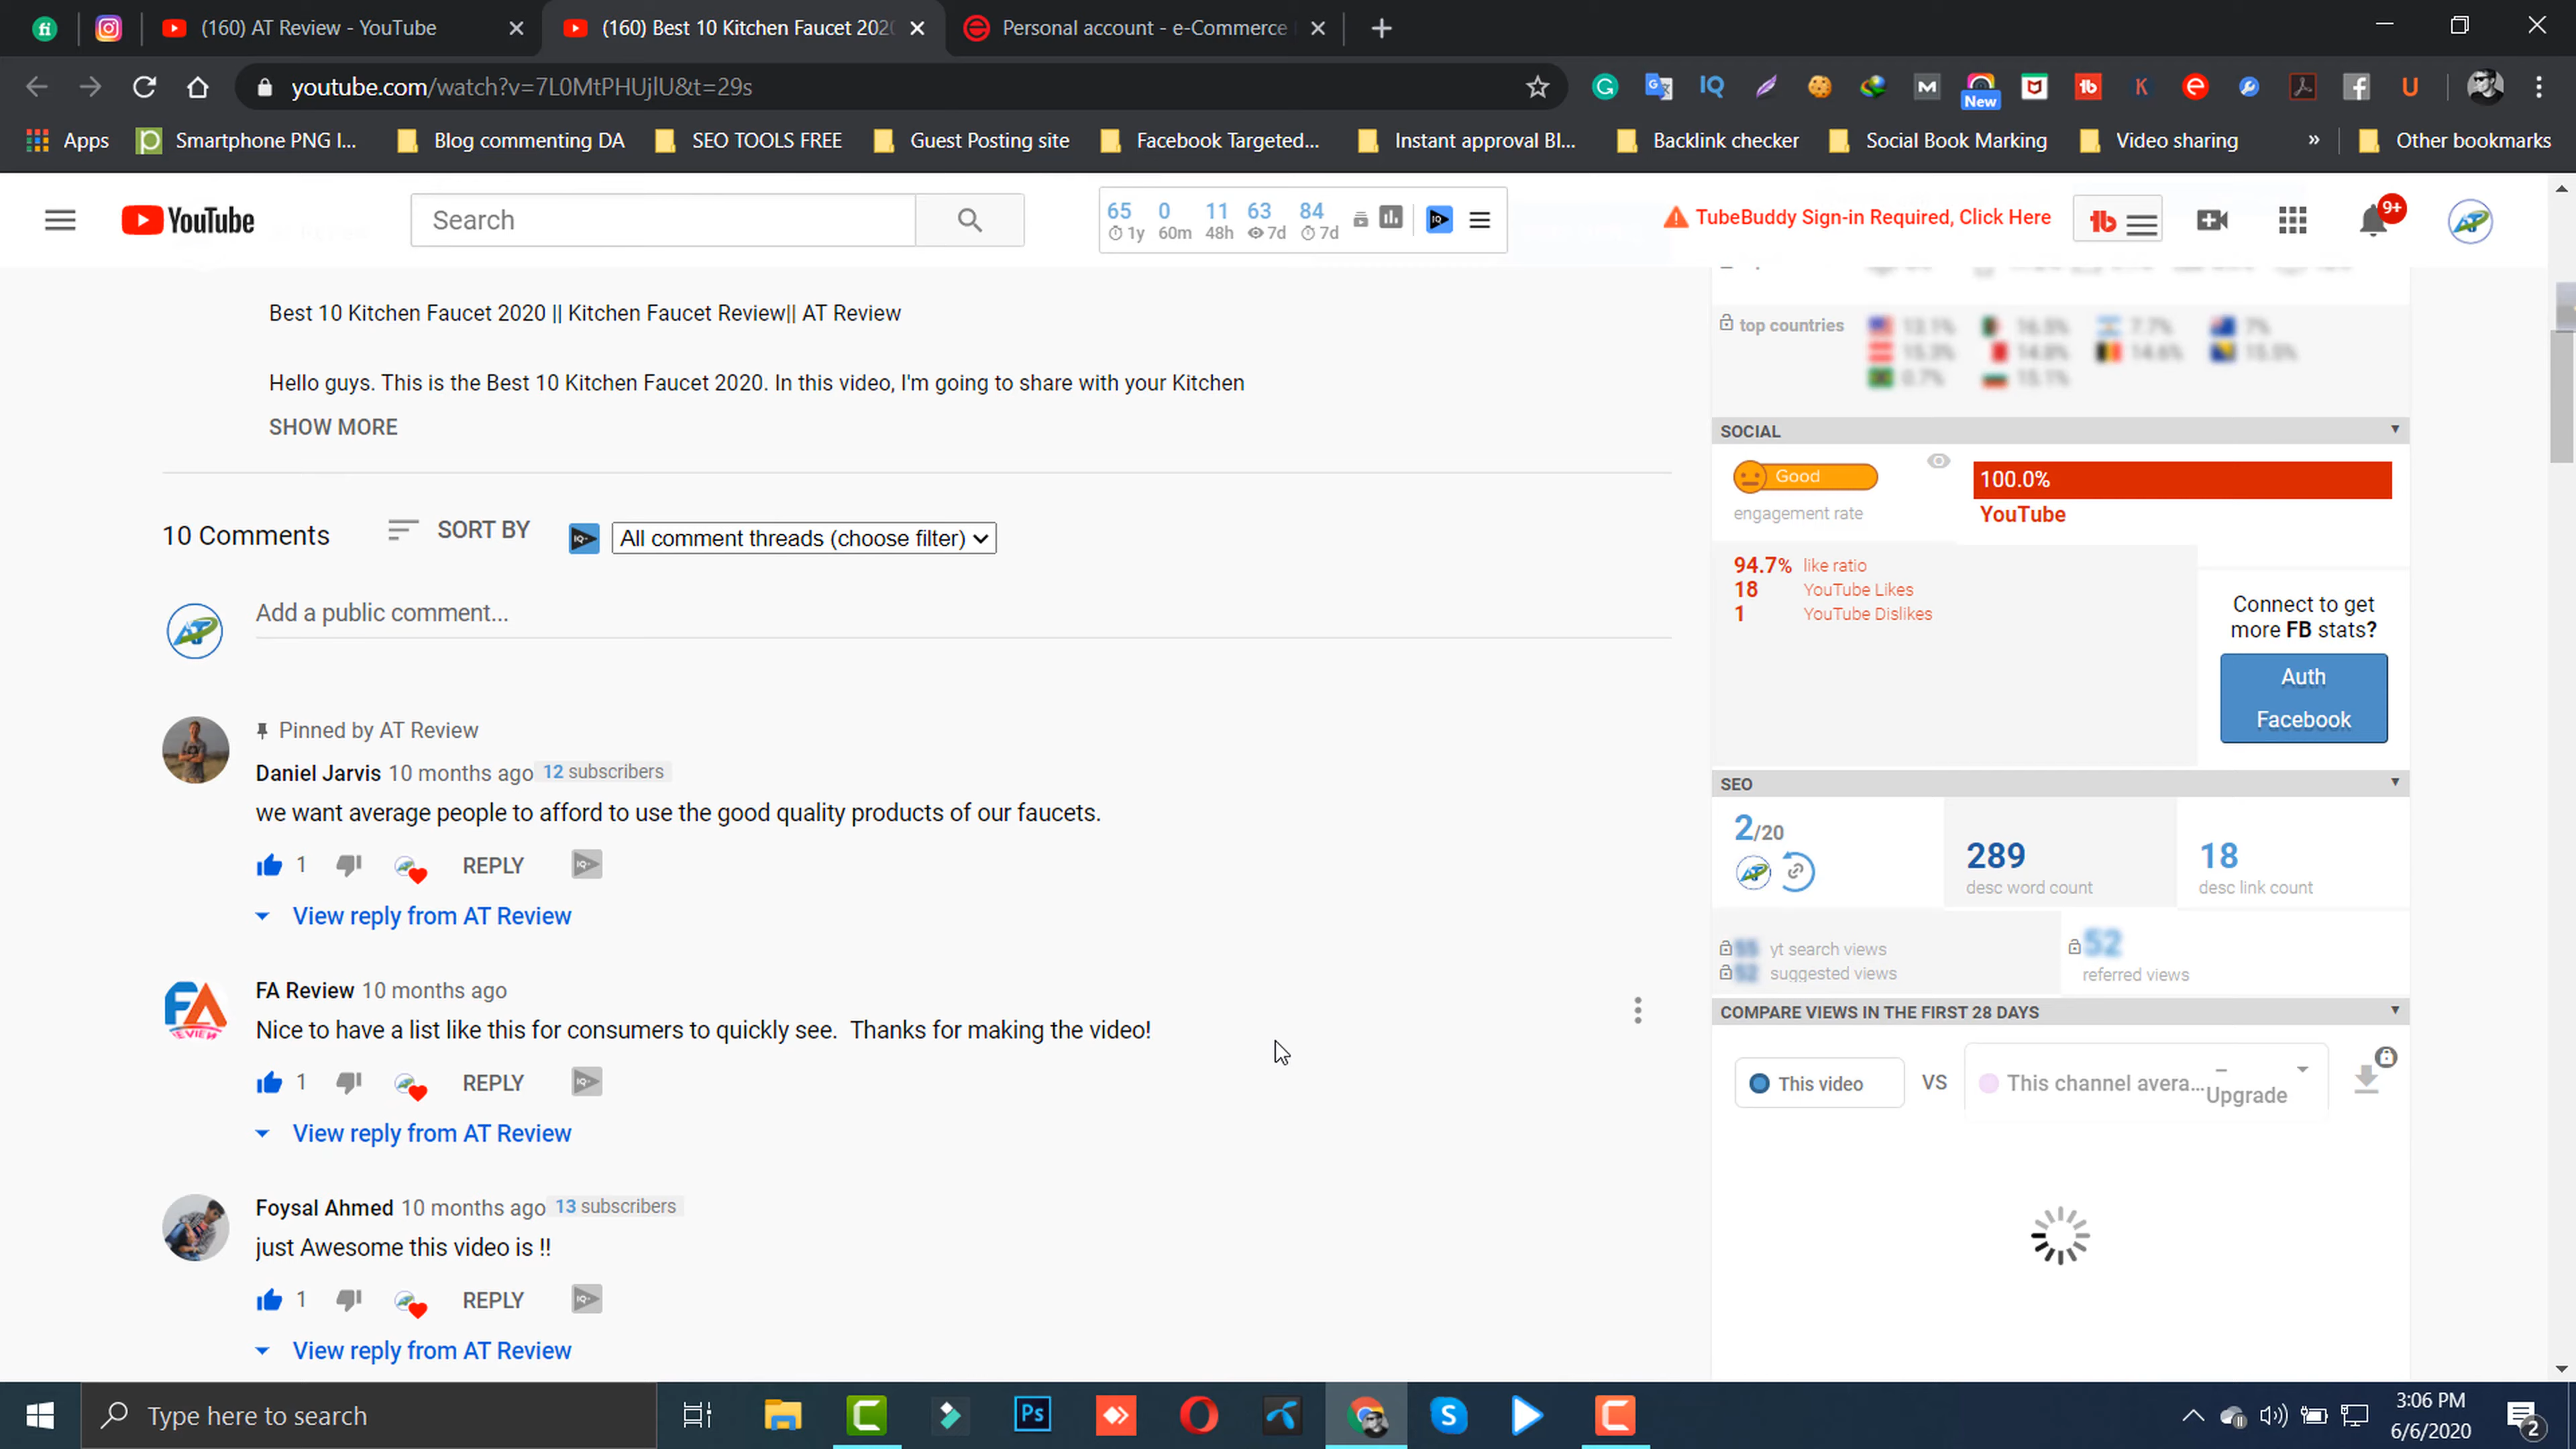 (160) AT Review - YouTube
(160) Best 10 Kitchen Faucet 202
Personal account - e-Commerce
youtube.com/watch?v=7L0MtPHUjlU&t=29s
New
Apps
Smartphone PNG I...
Blog commenting DA
SEO TOOLS FREE
Guest Posting site
Facebook Targeted...
Instant approval Bl...
Backlink checker
Social Book Marking
Video sharing
»
Other bookmarks
YouTube
Search
65 0 11 63 84
1y 60m 48h 7d 7d
TubeBuddy Sign-in Required, Click Here
9+
Best 10 Kitchen Faucet 2020 || Kitchen Faucet Review|| AT Review
Hello guys. This is the Best 10 Kitchen Faucet 2020. In this video, I'm going to share with your Kitchen
SHOW MORE
10 Comments
SORT BY
All comment threads (choose filter)
Add a public comment...
Pinned by AT Review
Daniel Jarvis 10 months ago 12 subscribers
we want average people to afford to use the good quality products of our faucets.
1 REPLY
View reply from AT Review
FA Review 10 months ago
Nice to have a list like this for consumers to quickly see. Thanks for making the video!
1 REPLY
View reply from AT Review
Foysal Ahmed 10 months ago 13 subscribers
just Awesome this video is !!
1 REPLY
View reply from AT Review
top countries
SOCIAL
Good
engagement rate
100.0%
YouTube
94.7% like ratio
18 YouTube Likes
1 YouTube Dislikes
Connect to get
more FB stats?
Auth
Facebook
SEO
2/20
289
desc word count
18
desc link count
yt search views
suggested views
52
referred views
COMPARE VIEWS IN THE FIRST 28 DAYS
This video
VS
This channel avera...
– Upgrade
Type here to search
3:06 PM
6/6/2020
2